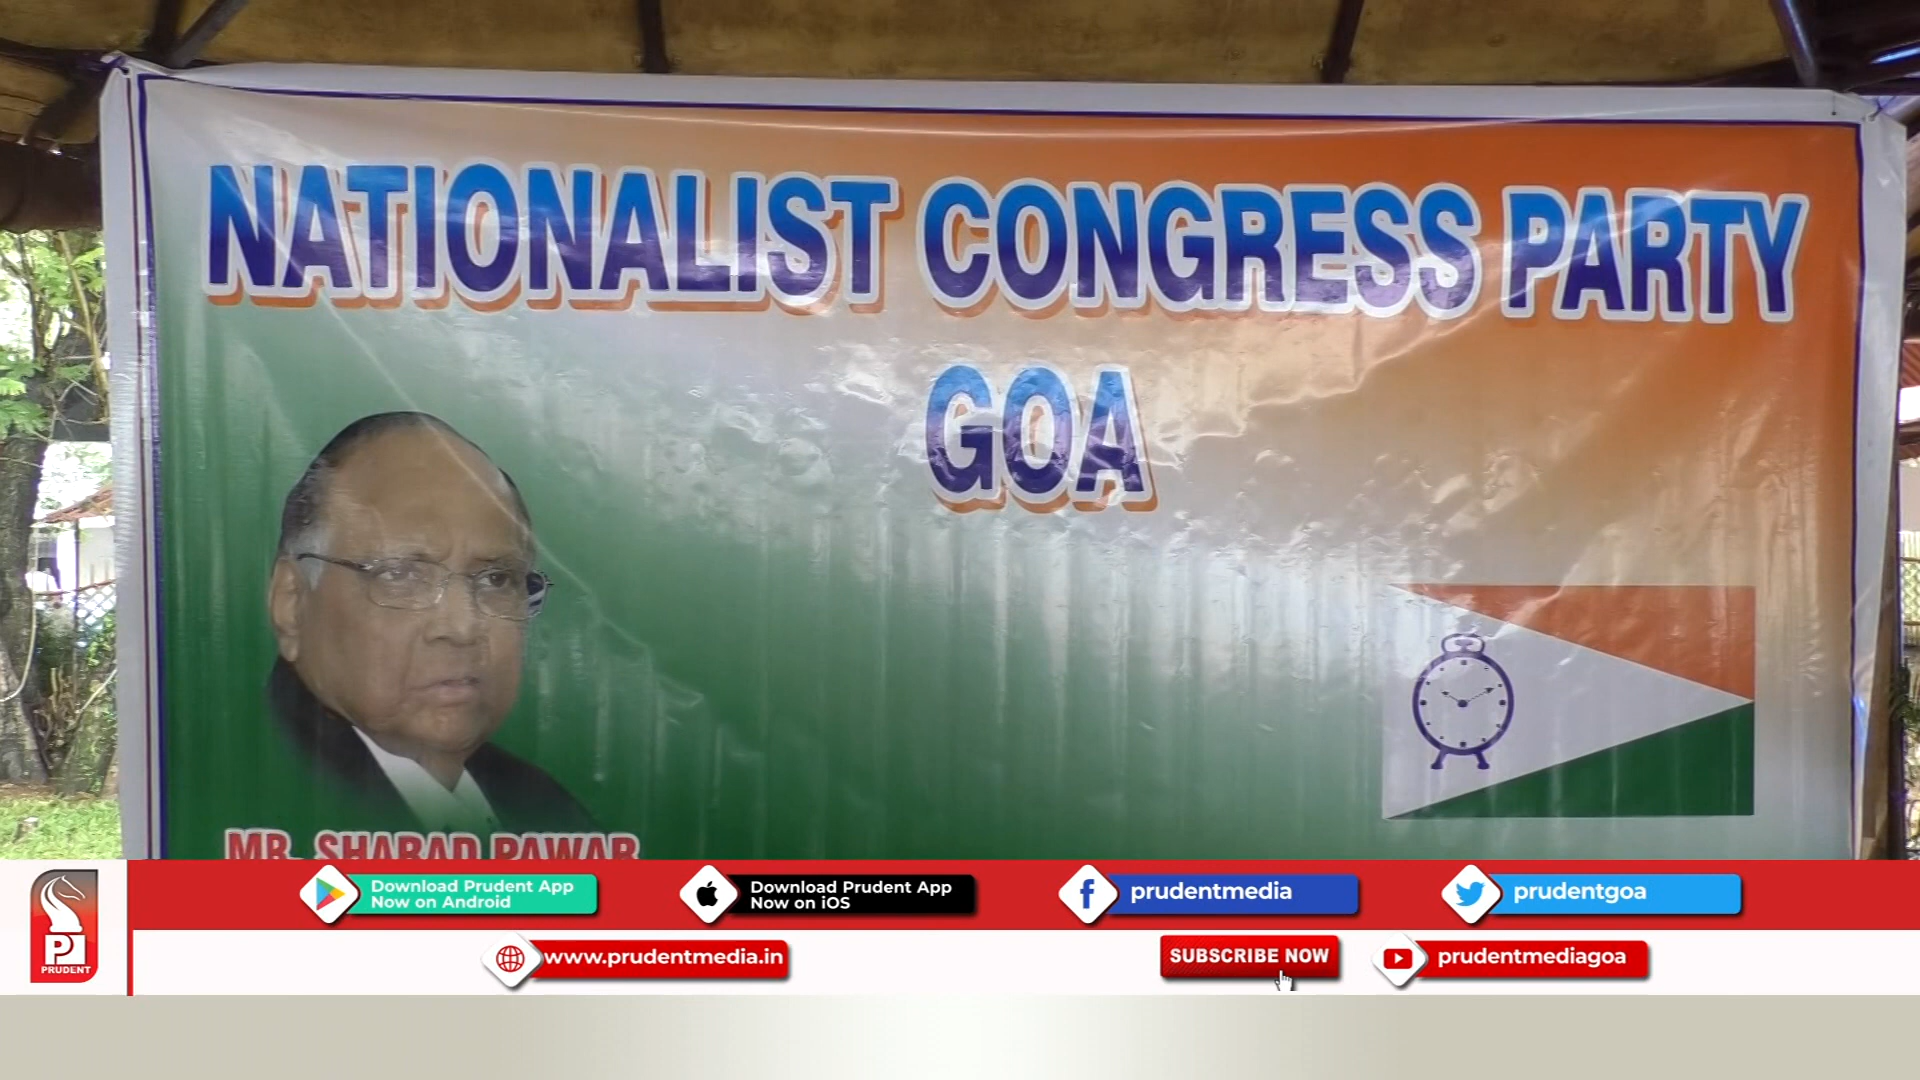 NATIONALIST CONGRESS PARTY
GOA
MR. SHARAD PAWAR
Download Prudent App
Now on Android
Download Prudent App
Now on iOS
prudentmedia
prudentgoa
PRUDENT
www.prudentmedia.in
SUBSCRIBE NOW
prudentmediagoa